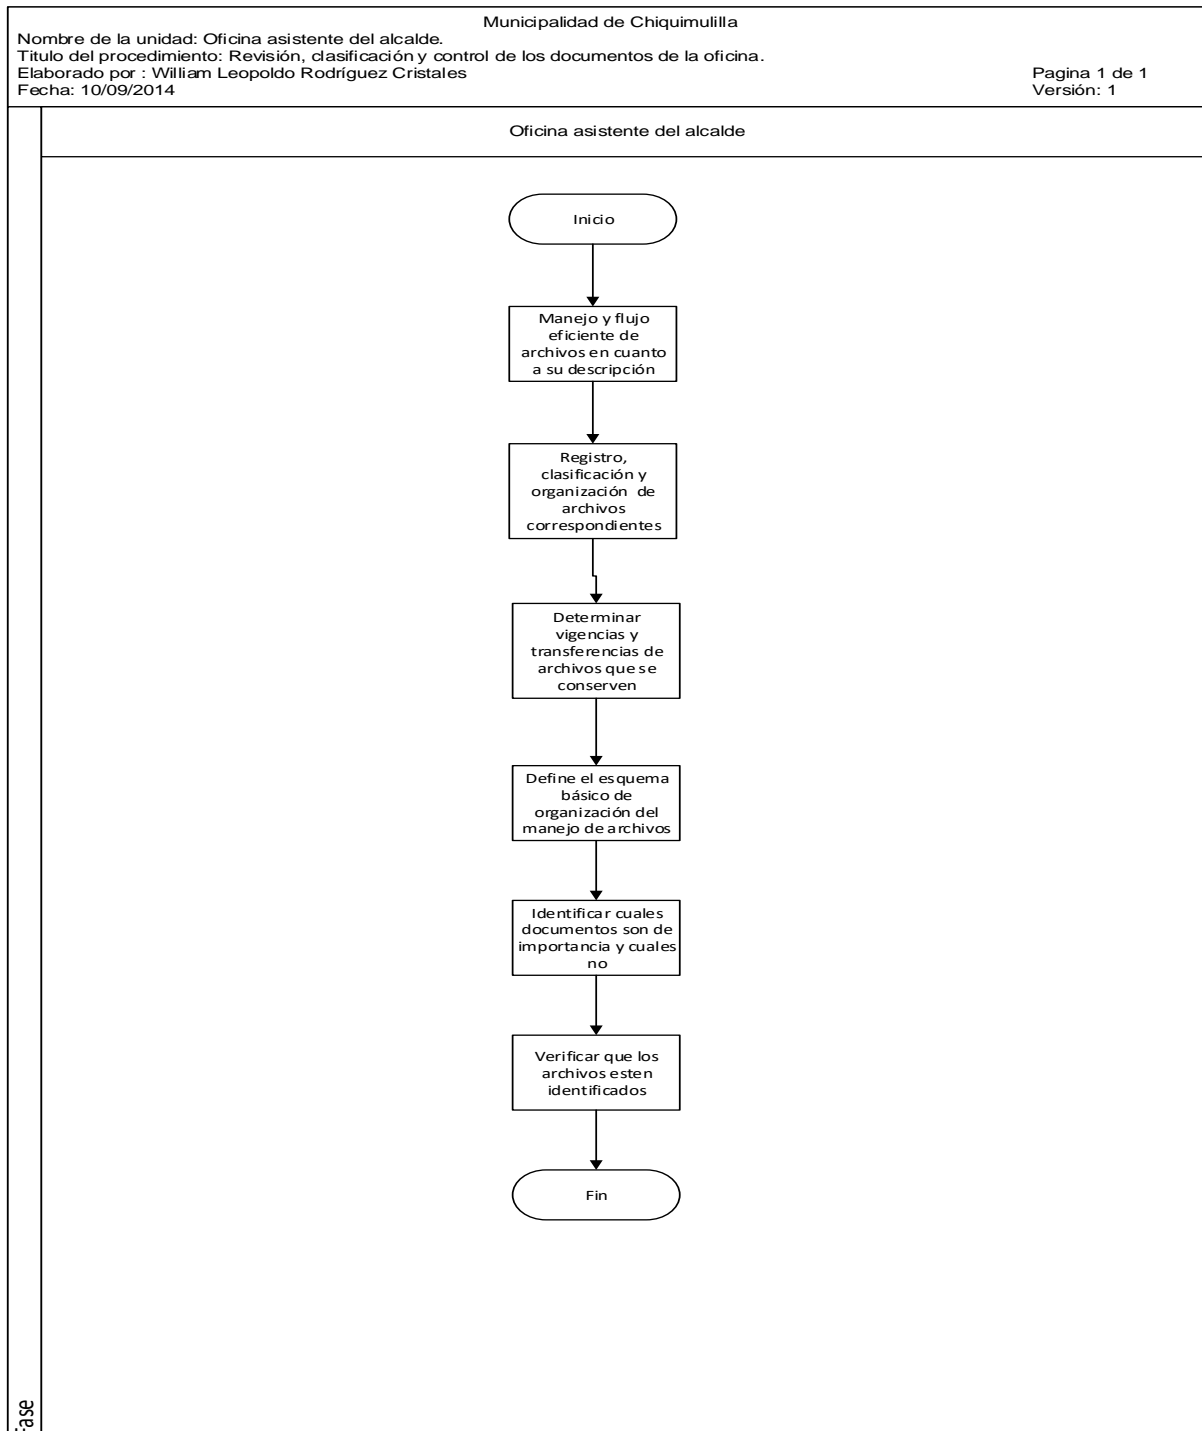 Municipalidad de Chiquimulilla
Nombre de la unidad: Oficina asistente del alcalde.
Titulo del procedimiento: Revisión, clasificación y control de los documentos de la oficina.
Elaborado por : William Leopoldo Rodríguez Cristales
Pagina 1 de 1
Fecha: 10/09/2014
Versión: 1
Oficina asistente del alcalde
Inicio
Manejo y flujo
eficiente de
archivos en cuanto
a su descripción
Registro,
clasificación y
organización de
archivos
correspondientes
Determinar
vigencias y
transferencias de
archivos que se
conserven
Define el esquema
básico de
organización del
manejo de archivos
Identificar cuales
documentos son de
importancia y cuales
no
Verificar que los
archivos esten
identificados
Fin
Fase